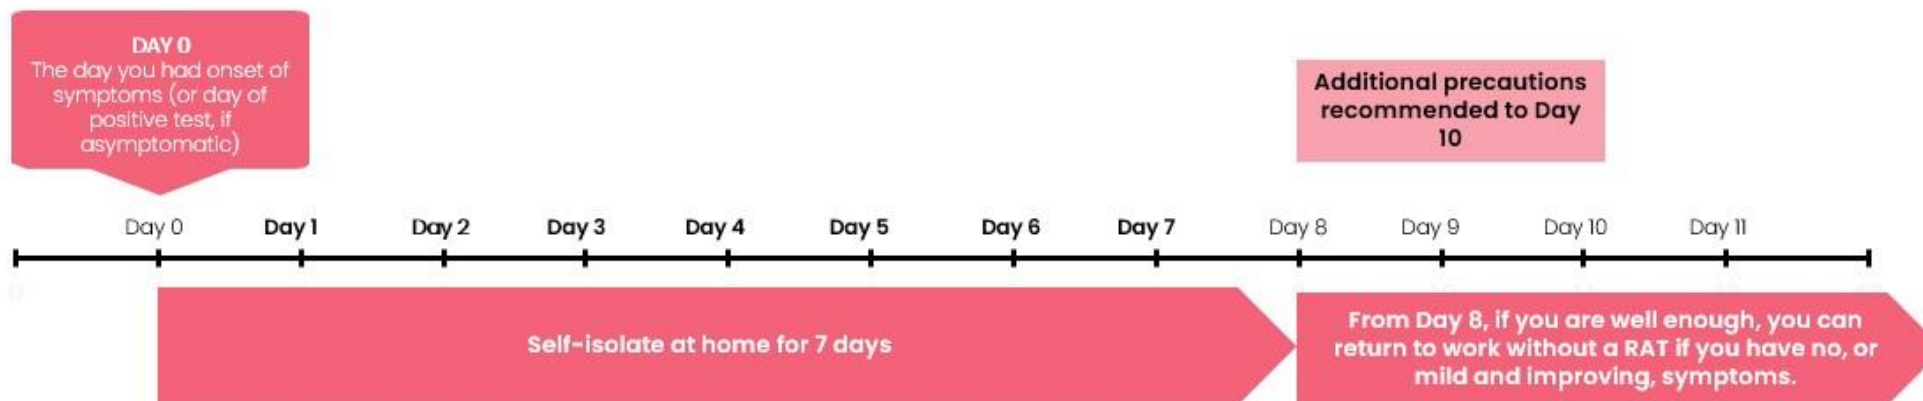 DAY 0
The day you had onset of
symptoms (or day of
positive test, if
asymptomatic)
Additional precautions
recommended to Day
10
Day 0 Day 1 Day 2 Day 3 Day 4 Day 5 Day 6 Day 7 Day 8 Day 9 Day 10 Day 11
Self-isolate at home for 7 days
From Day 8, if you are well enough, you can
return to work without a RAT if you have no, or
mild and improving, symptoms.